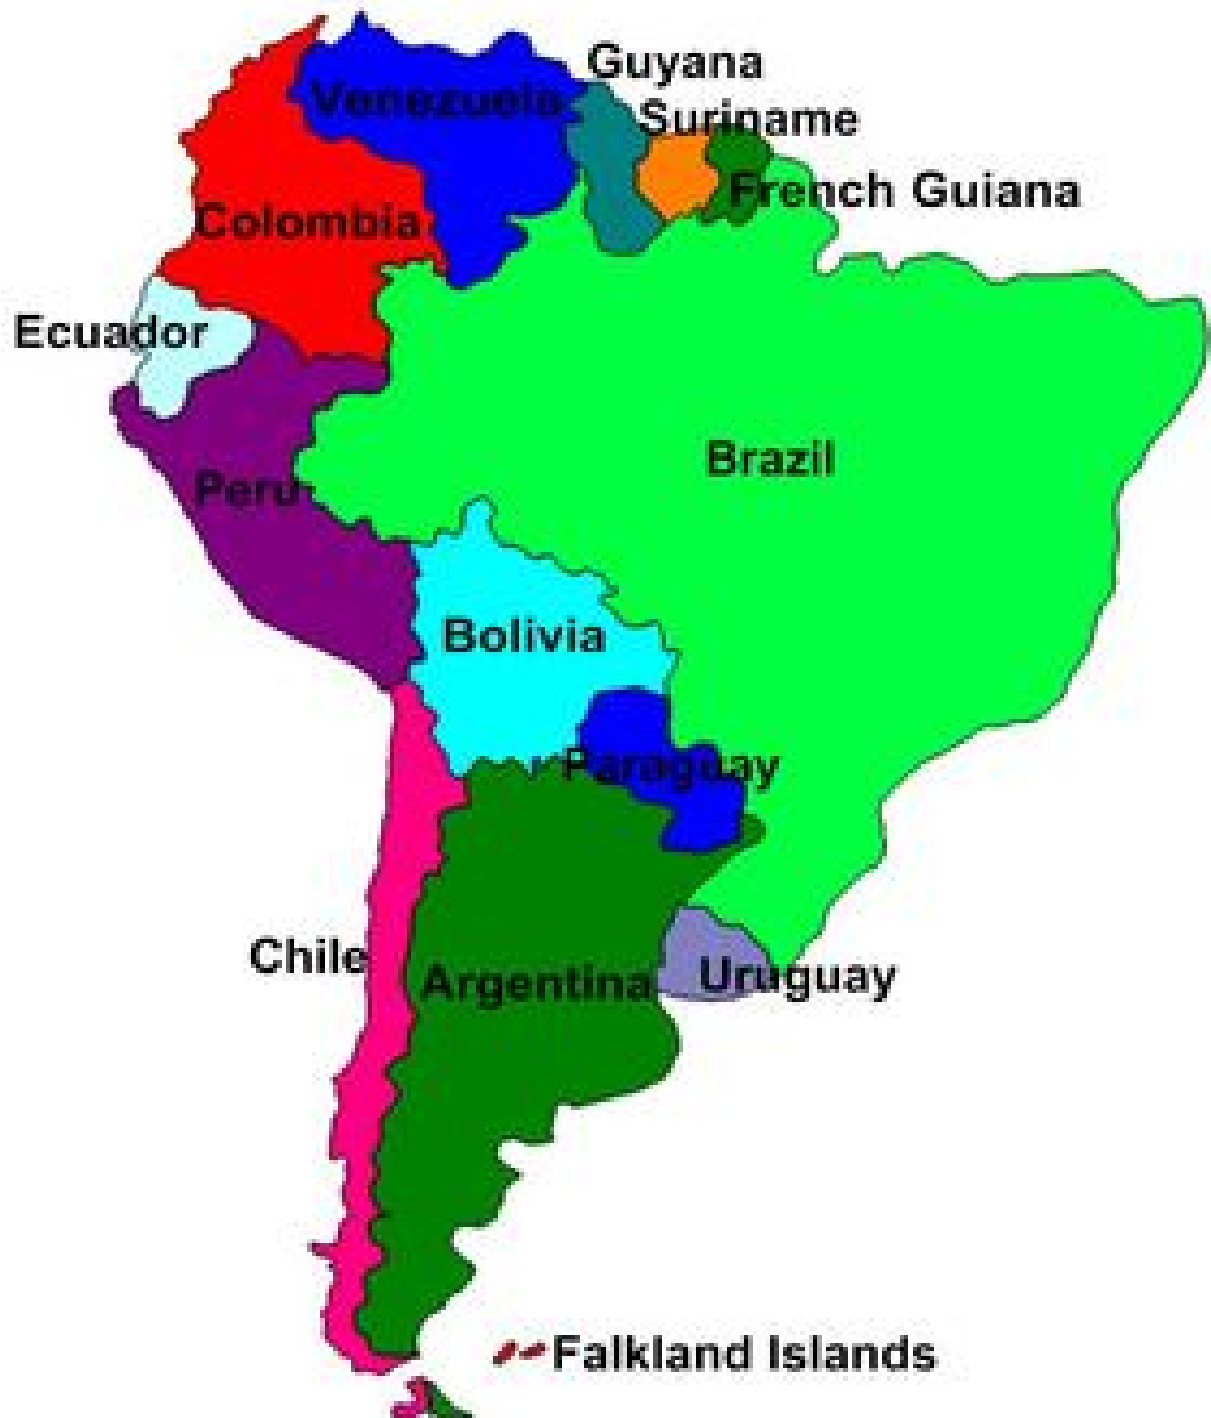 Guyana
Venezuela
Suriname
French Guiana
Colombia
Ecuador
Brazil
Peru
Bolivia
Paraguay
Chile
Argentina
Uruguay
Falkland Islands